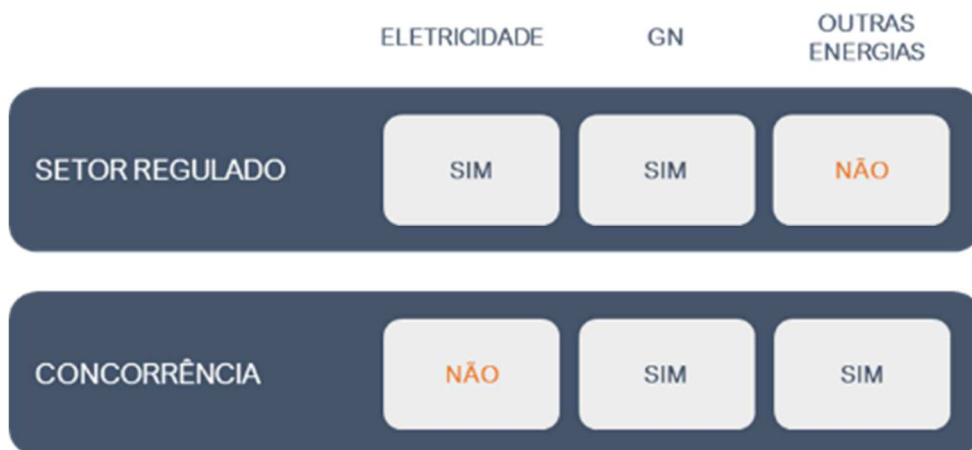 ELETRICIDADE GN OUTRAS ENERGIAS
SETOR REGULADO SIM SIM NÃO
CONCORRÊNCIA NÃO SIM SIM